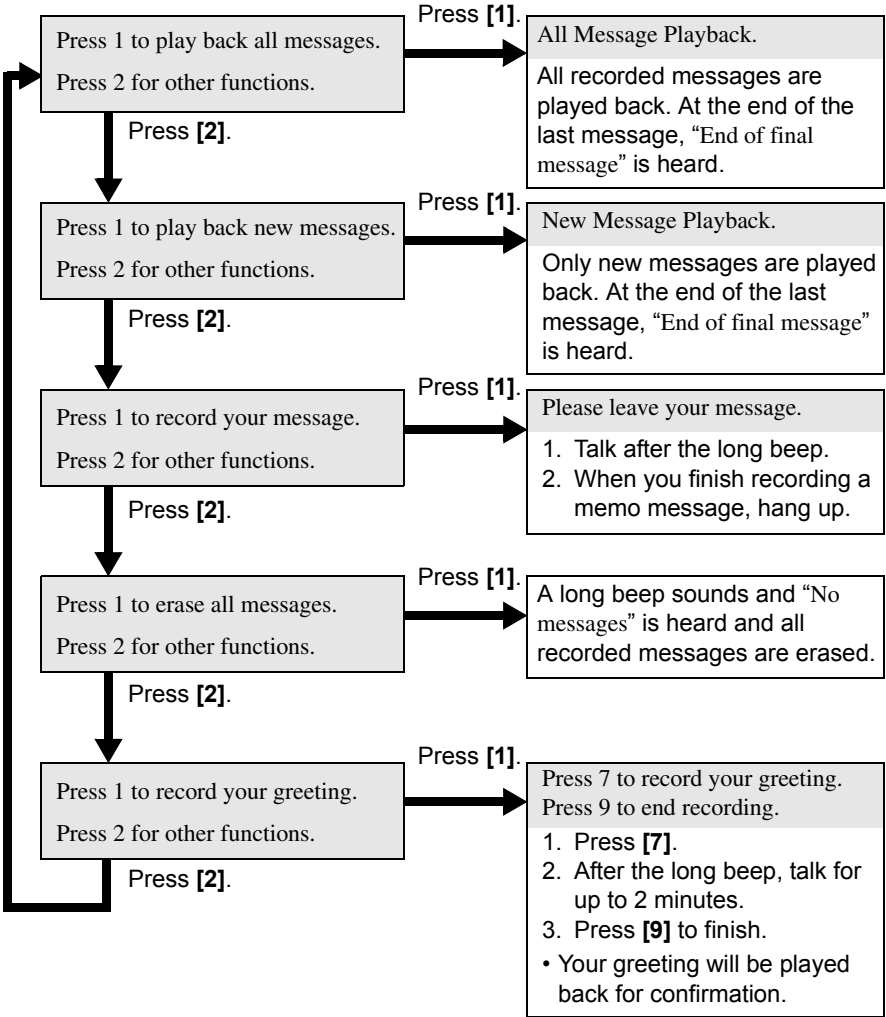 Press [1].
Press 1 to play back all messages.
Press 2 for other functions.
All Message Playback.
All recorded messages are
played back. At the end of the
last message, “End of final
message” is heard.
Press [2].
Press [1].
Press 1 to play back new messages.
Press 2 for other functions.
New Message Playback.
Only new messages are played
back. At the end of the last
message, “End of final message”
is heard.
Press [2].
Press [1].
Press 1 to record your message.
Press 2 for other functions.
Please leave your message.
1. Talk after the long beep.
2. When you finish recording a
memo message, hang up.
Press [2].
Press [1].
Press 1 to erase all messages.
Press 2 for other functions.
A long beep sounds and “No
messages” is heard and all
recorded messages are erased.
Press [2].
Press [1].
Press 1 to record your greeting.
Press 2 for other functions.
Press 7 to record your greeting.
Press 9 to end recording.
1. Press [7].
2. After the long beep, talk for
up to 2 minutes.
3. Press [9] to finish.
• Your greeting will be played
back for confirmation.
Press [2].